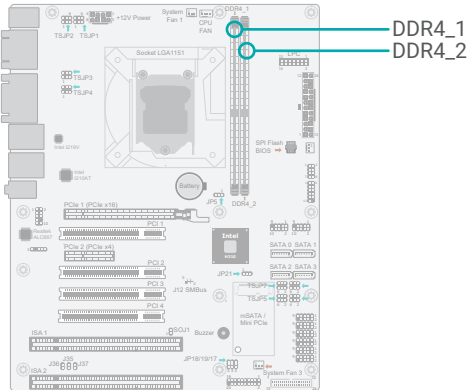 DDR4_1
System Fan 1
+12V Power
CPU FAN
TSJP2 TSJP1
DDR4_1
DDR4_2
Socket LGA1151
LPC
TSJP3
TSJP4
SPI Flash
BIOS
Intel I219V
Intel I210AT
Battery
JP5
DDR4_2
PCIe 1 (PCIe x16)
PCI 1
Realtek ALC887
PCIe 2 (PCIe x4)
Intel
H310
SATA 0 SATA 1
PCI 2
JP21
SATA 2 SATA 3
PCI 3
J12 SMBus
TSJP7
TSJP5
PCI 4
mSATA / Mini PCIe
ISA 1
SOJ1
Buzzer
J35
J36
J37
JP18/19/17
System Fan 3
ISA 2